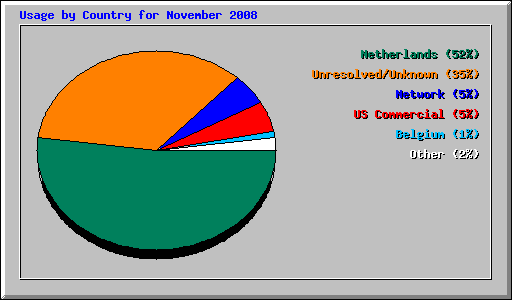 Usage by Country for November 2008
Netherlands (52%)
Unresolved/Unknown (35%)
Network (5%)
US Commercial (5%)
Belgium (1%)
Other (2%)